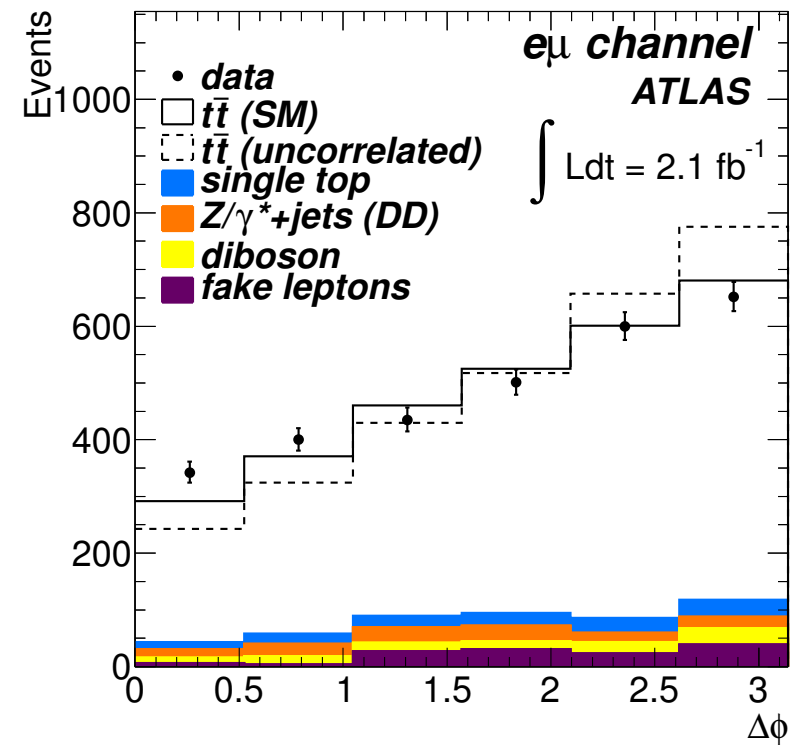 Events
1000
800
600
400
200
0
eμ channel
ATLAS
∫ Ldt = 2.1 fb⁻¹
data
tt̄ (SM)
tt̄ (uncorrelated)
single top
Z/γ*+jets (DD)
diboson
fake leptons
0 0.5 1 1.5 2 2.5 3
Δϕ